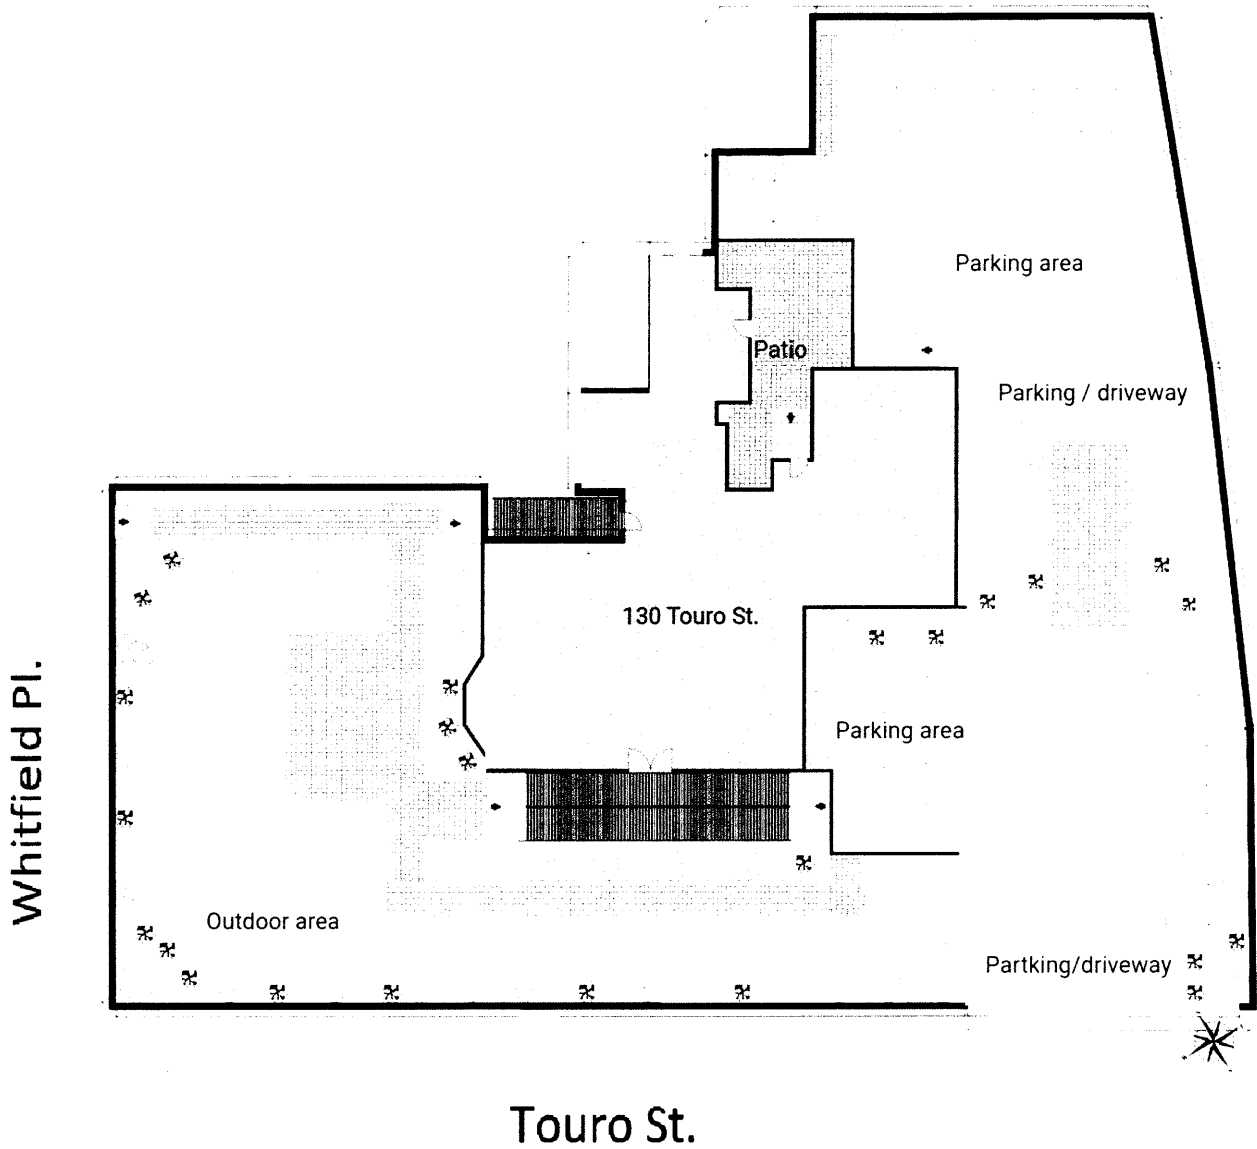 Parking area
Patio
Parking / driveway
130 Touro St.
Parking area
Whitfield Pl.
Outdoor area
Partking/driveway
Touro St.